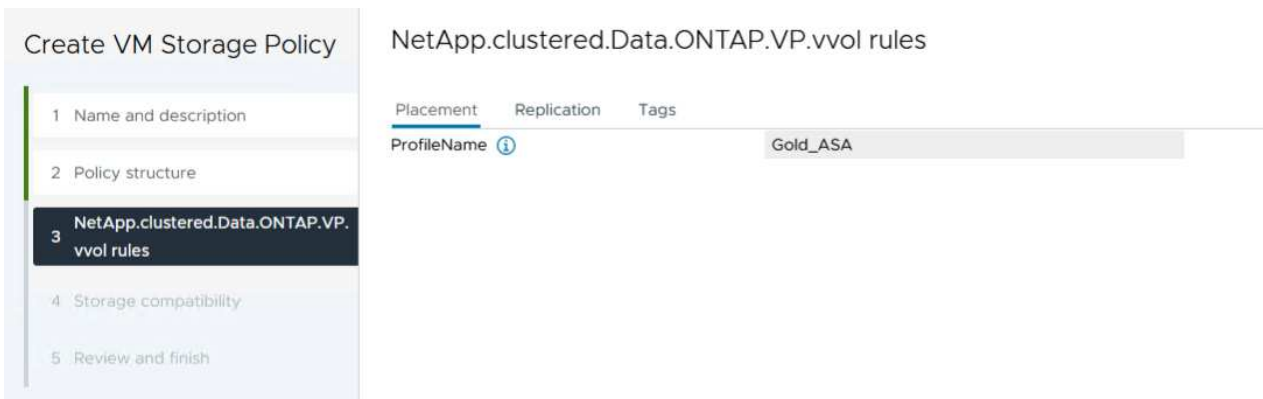 Create VM Storage Policy
1 Name and description
2 Policy structure
3 NetApp.clustered.Data.ONTAP.VP.
vvol rules
4 Storage compatibility
5 Review and finish
NetApp.clustered.Data.ONTAP.VP.vvol rules
Placement Replication Tags
ProfileName Gold_ASA